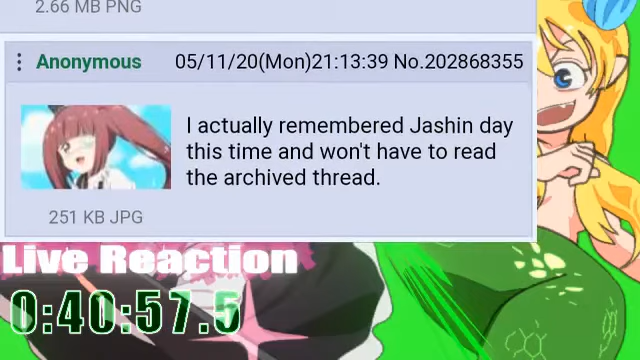 2.66 MB PNG
Anonymous 05/11/20(Mon)21:13:39 No.202868355
I actually remembered Jashin day
this time and won't have to read
the archived thread.
251 KB JPG
Live Reaction
0:40:57.5